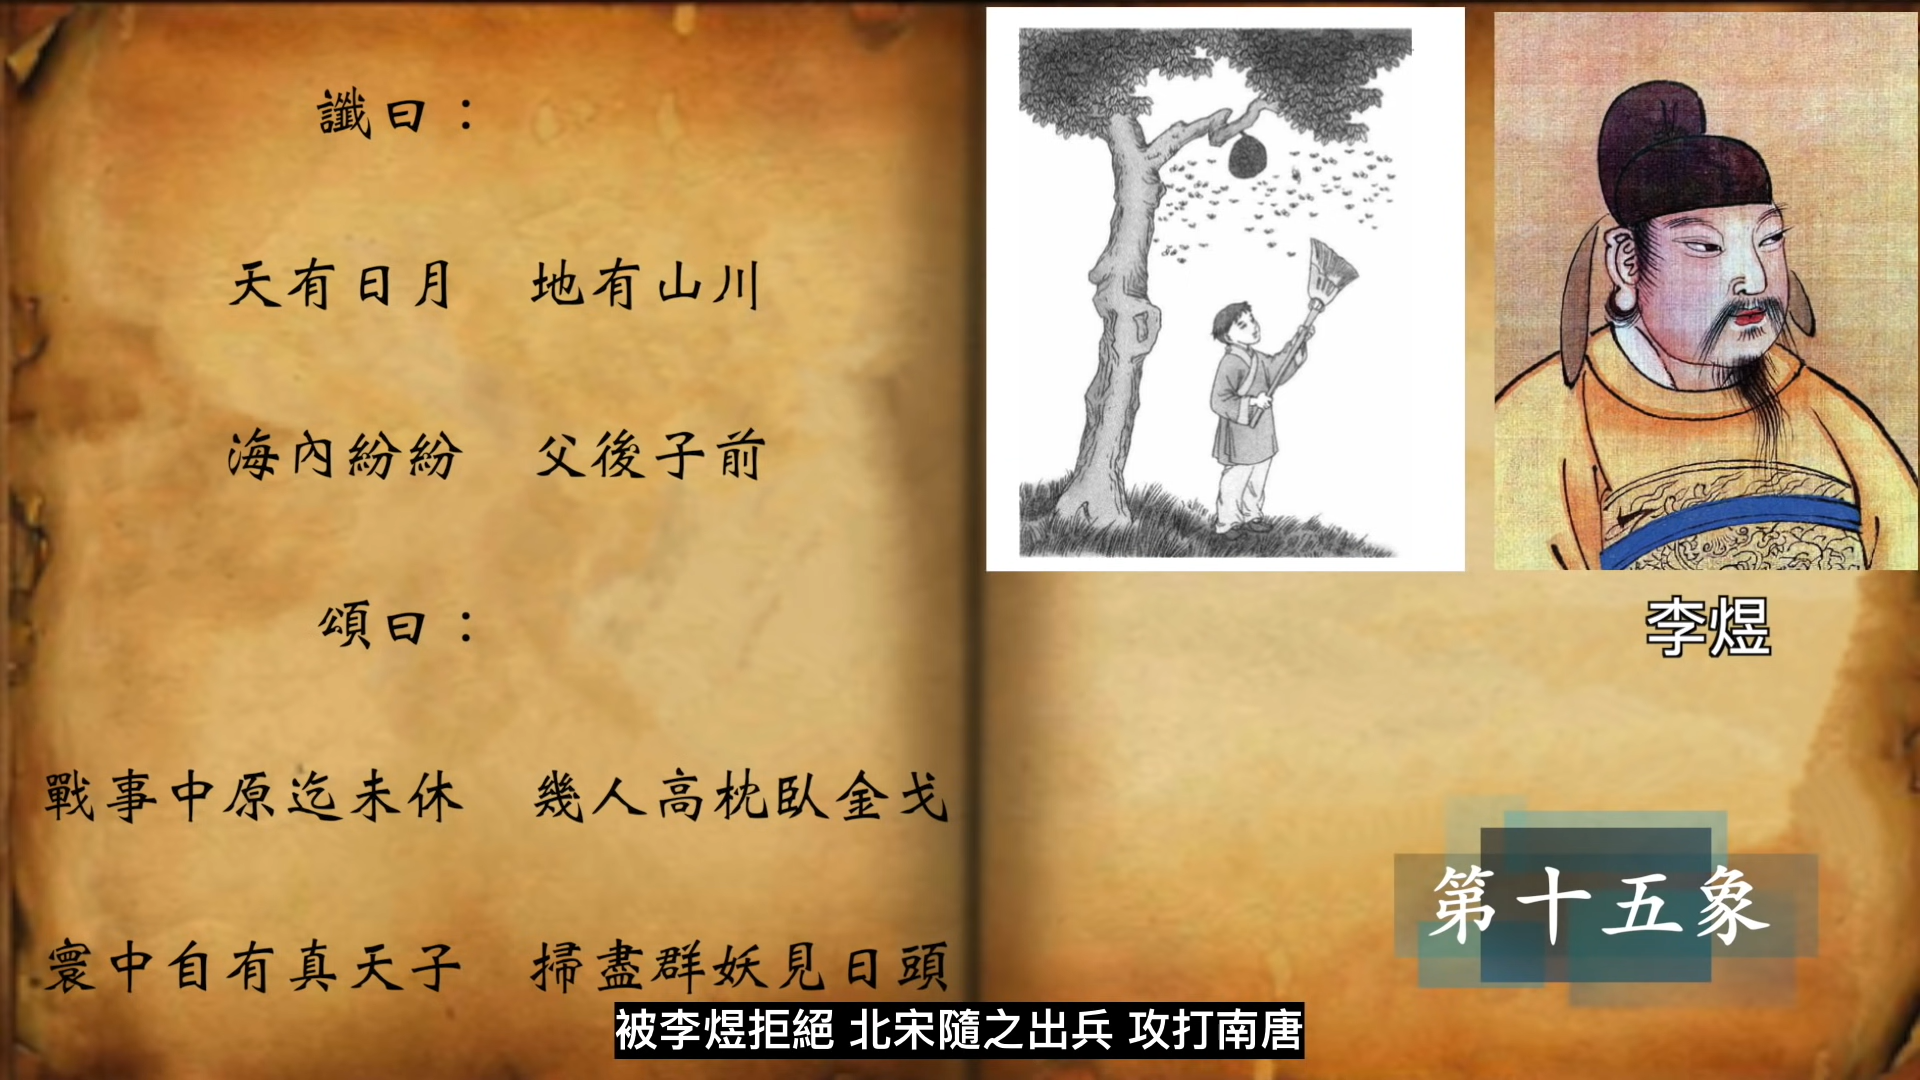 讖曰：
天有日月　地有山川
海內紛紛　父後子前
頌曰：
戰事中原迄未休　幾人高枕臥金戈
寰中自有真天子　掃盡群妖見日頭
李煜
第十五象
被李煜拒絕 北宋隨之出兵 攻打南唐